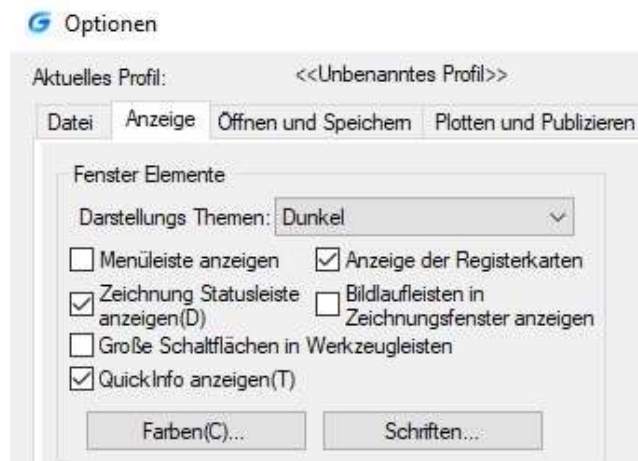 Optionen
Aktuelles Profil: <<Unbenanntes Profil>>
Datei Anzeige Öffnen und Speichern Plotten und Publizieren
Fenster Elemente
Darstellungs Themen: Dunkel
Menüleiste anzeigen Anzeige der Registerkarten
Zeichnung Statusleiste anzeigen(D) Bildlaufleisten in Zeichnungsfenster anzeigen
Große Schaltflächen in Werkzeugleisten
QuickInfo anzeigen(T)
Farben(C)... Schriften...